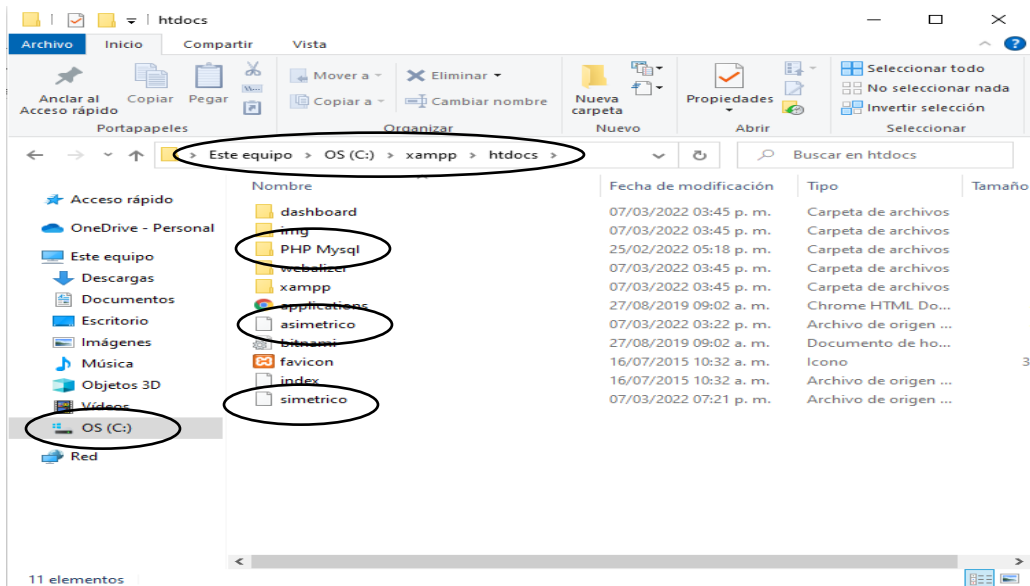 htdocs
Archivo Inicio Compartir Vista
Anclar al Acceso rápido
Copiar
Pegar
Mover a
Copiar a
Eliminar
Cambiar nombre
Nueva carpeta
Propiedades
Seleccionar todo
No seleccionar nada
Invertir selección
Portapapeles Organizar Nuevo Abrir Seleccionar
Este equipo > OS (C:) > xampp > htdocs >
Buscar en htdocs
Acceso rápido
OneDrive - Personal
Este equipo
Descargas
Documentos
Escritorio
Imágenes
Música
Objetos 3D
Vídeos
OS (C:)
Red
Nombre Fecha de modificación Tipo Tamaño
dashboard 07/03/2022 03:45 p. m. Carpeta de archivos
img 07/03/2022 03:45 p. m. Carpeta de archivos
PHP Mysql 25/02/2022 05:18 p. m. Carpeta de archivos
webalizer 07/03/2022 03:45 p. m. Carpeta de archivos
xampp 07/03/2022 03:45 p. m. Carpeta de archivos
applications 27/08/2019 09:02 a. m. Chrome HTML Do...
asimetrico 07/03/2022 03:22 p. m. Archivo de origen ...
bitnami 27/08/2019 09:02 a. m. Documento de ho...
favicon 16/07/2015 10:32 a. m. Icono 3
index 16/07/2015 10:32 a. m. Archivo de origen ...
simetrico 07/03/2022 07:21 p. m. Archivo de origen ...
11 elementos